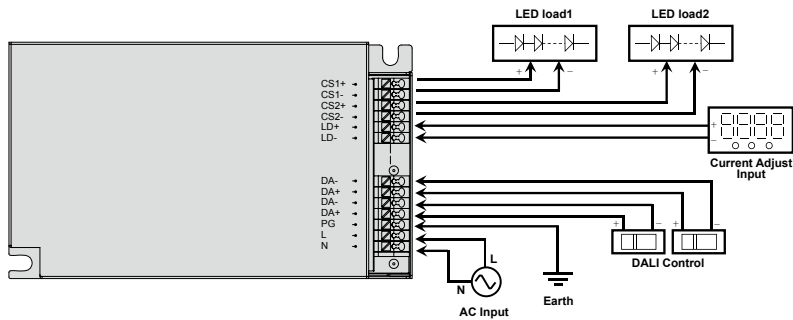 LED load1
LED load2
CS1+
CS1-
CS2+
CS2-
LD+
LD-
+ −
+ −
+
−
8888
Current Adjust
Input
DA-
DA+
DA-
DA+
PG
L
N
+ −
+ −
DALI Control
L
N
AC Input
Earth